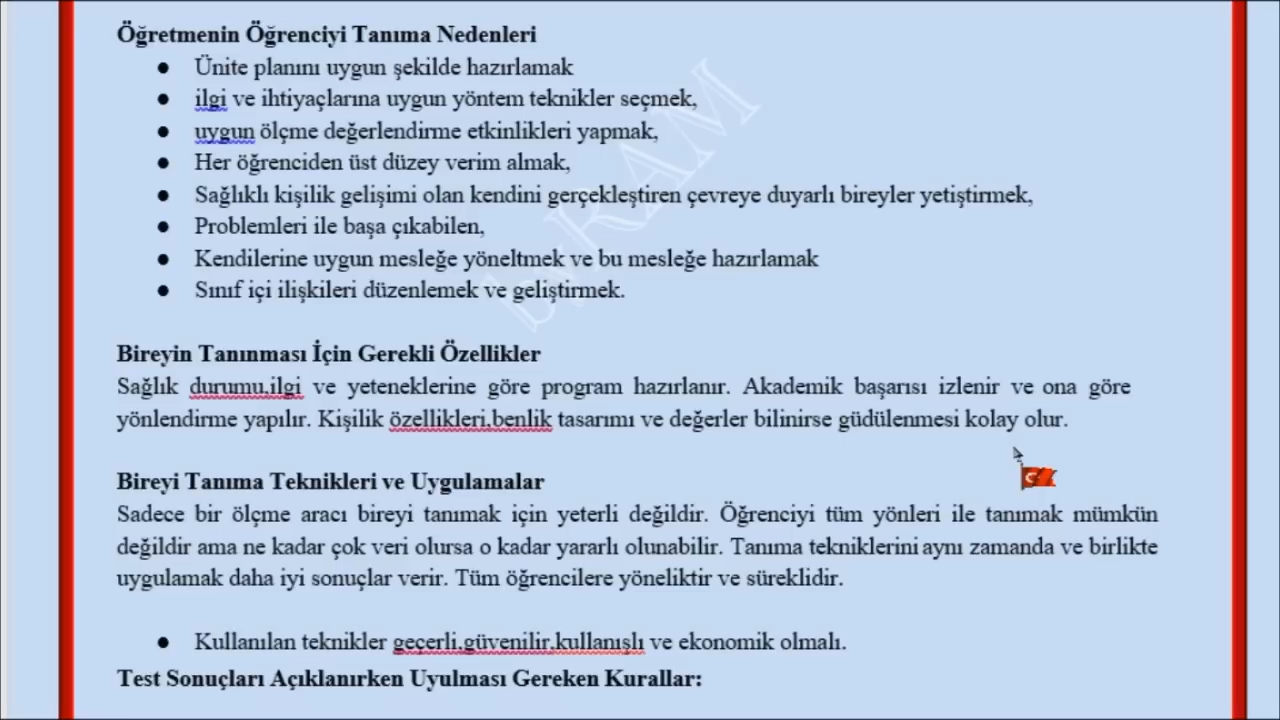 Öğretmenin Öğrenciyi Tanıma Nedenleri
● Ünite planını uygun şekilde hazırlamak
● ilgi ve ihtiyaçlarına uygun yöntem teknikler seçmek,
● uygun ölçme değerlendirme etkinlikleri yapmak,
● Her öğrenciden üst düzey verim almak,
● Sağlıklı kişilik gelişimi olan kendini gerçekleştiren çevreye duyarlı bireyler yetiştirmek,
● Problemleri ile başa çıkabilen,
● Kendilerine uygun mesleğe yöneltmek ve bu mesleğe hazırlamak
● Sınıf içi ilişkileri düzenlemek ve geliştirmek.
Bireyin Tanınması İçin Gerekli Özellikler
Sağlık durumu,ilgi ve yeteneklerine göre program hazırlanır. Akademik başarısı izlenir ve ona göre
yönlendirme yapılır. Kişilik özellikleri,benlik tasarımı ve değerler bilinirse güdülenmesi kolay olur.
Bireyi Tanıma Teknikleri ve Uygulamalar
Sadece bir ölçme aracı bireyi tanımak için yeterli değildir. Öğrenciyi tüm yönleri ile tanımak mümkün
değildir ama ne kadar çok veri olursa o kadar yararlı olunabilir. Tanıma tekniklerini aynı zamanda ve birlikte
uygulamak daha iyi sonuçlar verir. Tüm öğrencilere yöneliktir ve süreklidir.
● Kullanılan teknikler geçerli,güvenilir,kullanışlı ve ekonomik olmalı.
Test Sonuçları Açıklanırken Uyulması Gereken Kurallar: